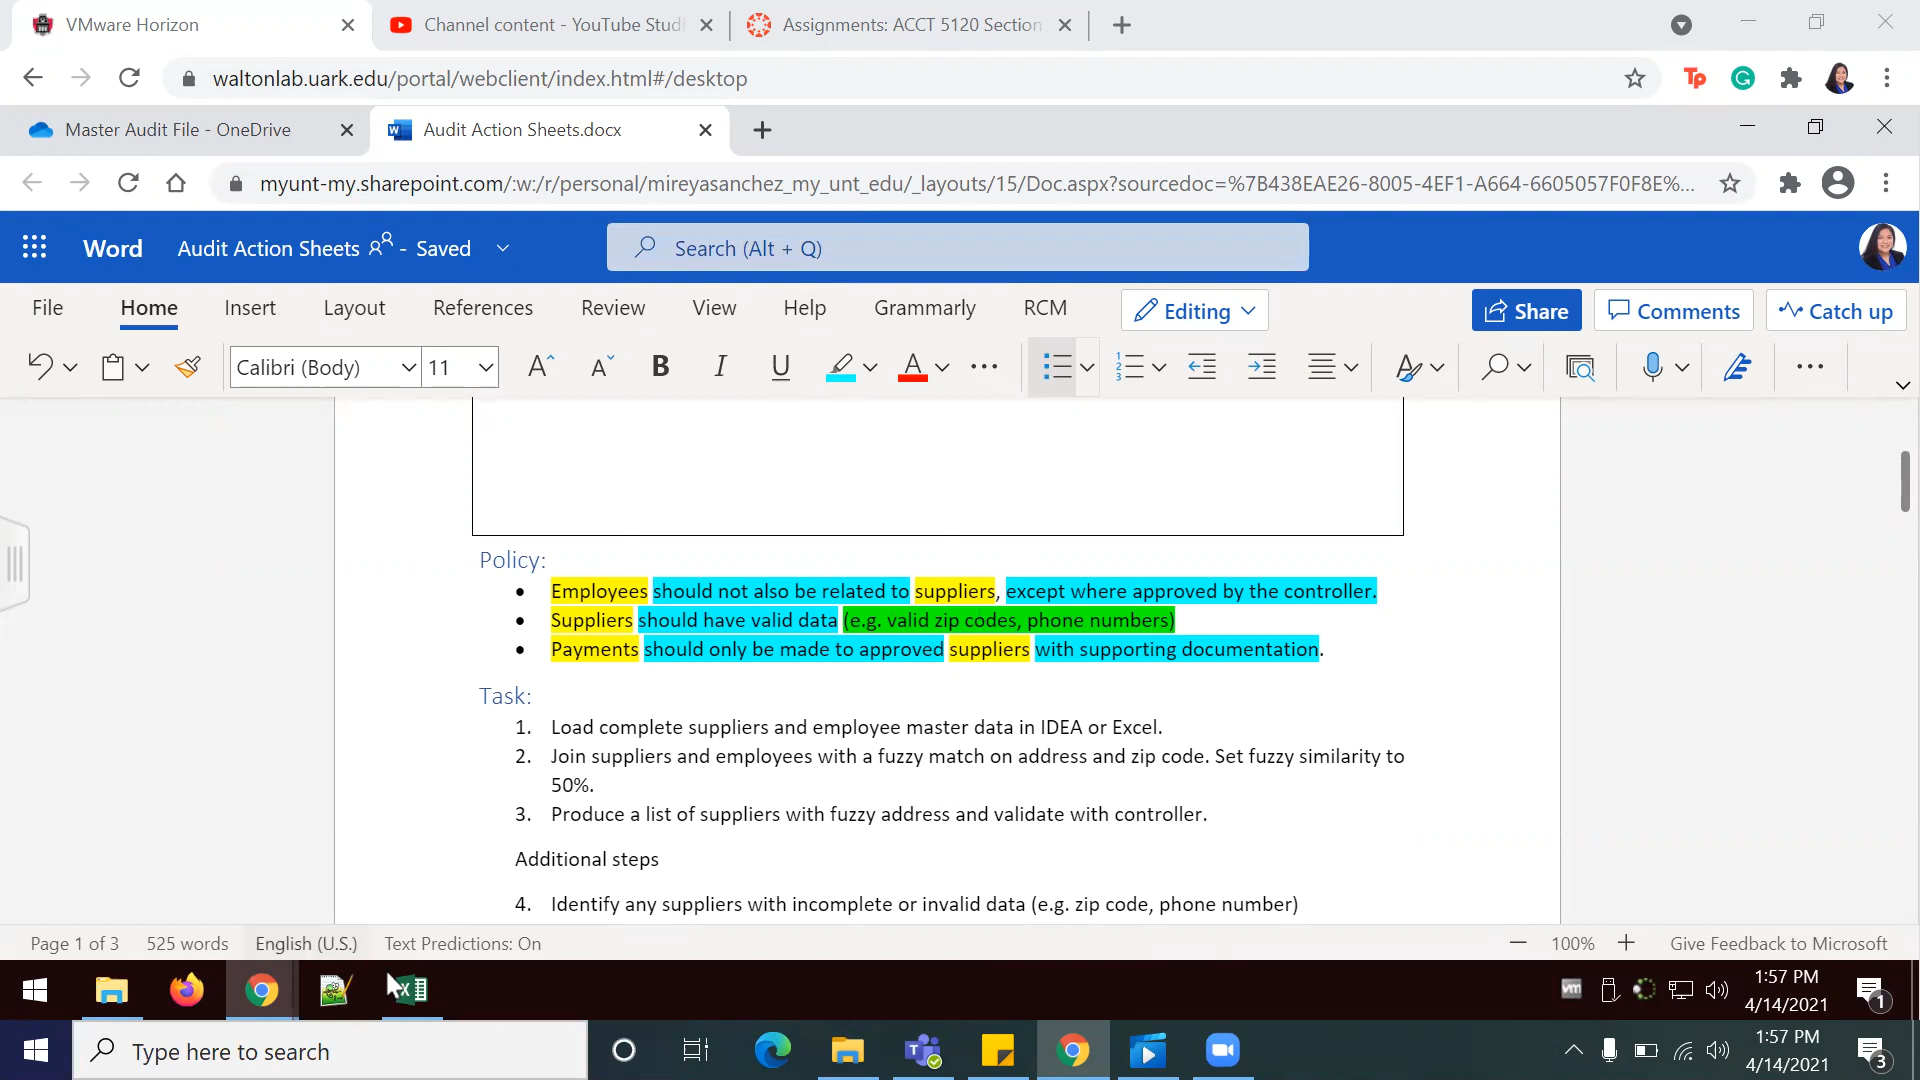 VMware Horizon
Channel content - YouTube Studi
Assignments: ACCT 5120 Section
waltonlab.uark.edu/portal/webclient/index.html#/desktop
Tp
Master Audit File - OneDrive
Audit Action Sheets.docx
myunt-my.sharepoint.com/:w:/r/personal/mireyasanchez_my_unt_edu/_layouts/15/Doc.aspx?sourcedoc=%7B438EAE26-8005-4EF1-A664-6605057F0F8E%...
Word Audit Action Sheets - Saved
Search (Alt + Q)
File Home Insert Layout References Review View Help Grammarly RCM Editing Share Comments Catch up
Calibri (Body) 11
Policy:
• Employees should not also be related to suppliers, except where approved by the controller.
• Suppliers should have valid data (e.g. valid zip codes, phone numbers)
• Payments should only be made to approved suppliers with supporting documentation.
Task:
1. Load complete suppliers and employee master data in IDEA or Excel.
2. Join suppliers and employees with a fuzzy match on address and zip code. Set fuzzy similarity to
50%.
3. Produce a list of suppliers with fuzzy address and validate with controller.
Additional steps
4. Identify any suppliers with incomplete or invalid data (e.g. zip code, phone number)
Page 1 of 3 525 words English (U.S.) Text Predictions: On 100% Give Feedback to Microsoft
vm 1:57 PM
4/14/2021 1
Type here to search
1:57 PM
4/14/2021 3